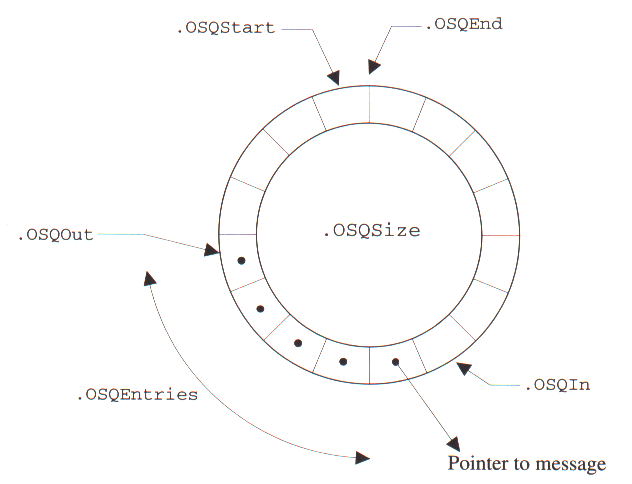 .OSQStart
.OSQEnd
.OSQSize
.OSQOut
.OSQEntries
.OSQIn
Pointer to message